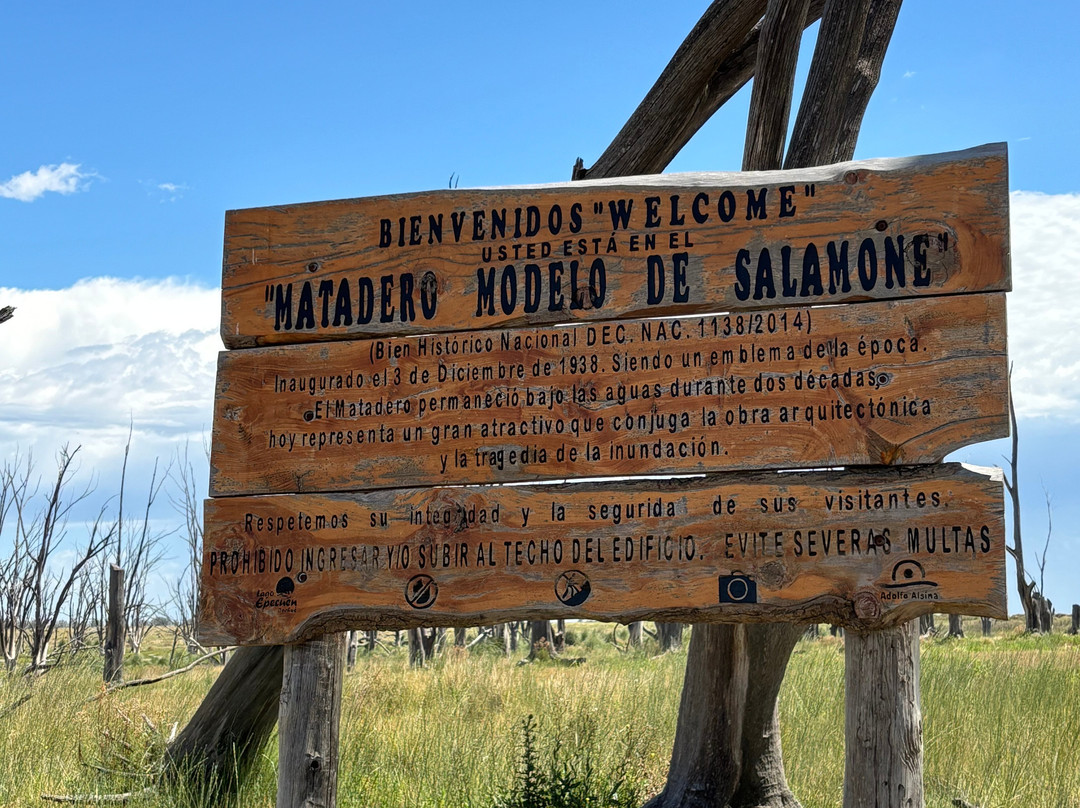 BIENVENIDOS "WELCOME"
USTED ESTÁ EN EL
"MATADERO MODELO DE SALAMONE"
(Bien Histórico Nacional DEC. NAC. 1138/2014)
Inaugurado el 3 de Diciembre de 1938. Siendo un emblema de la época.
El Matadero permaneció bajo las aguas durante dos décadas,
hoy representa un gran atractivo que conjuga la obra arquitectónica
y la tragedia de la inundación.
Respetemos su integridad y la segurida de sus visitantes.
PROHIBIDO INGRESAR Y/O SUBIR AL TECHO DEL EDIFICIO. EVITE SEVERAS MULTAS
Lago
Epecuén
Adolfo Alsina